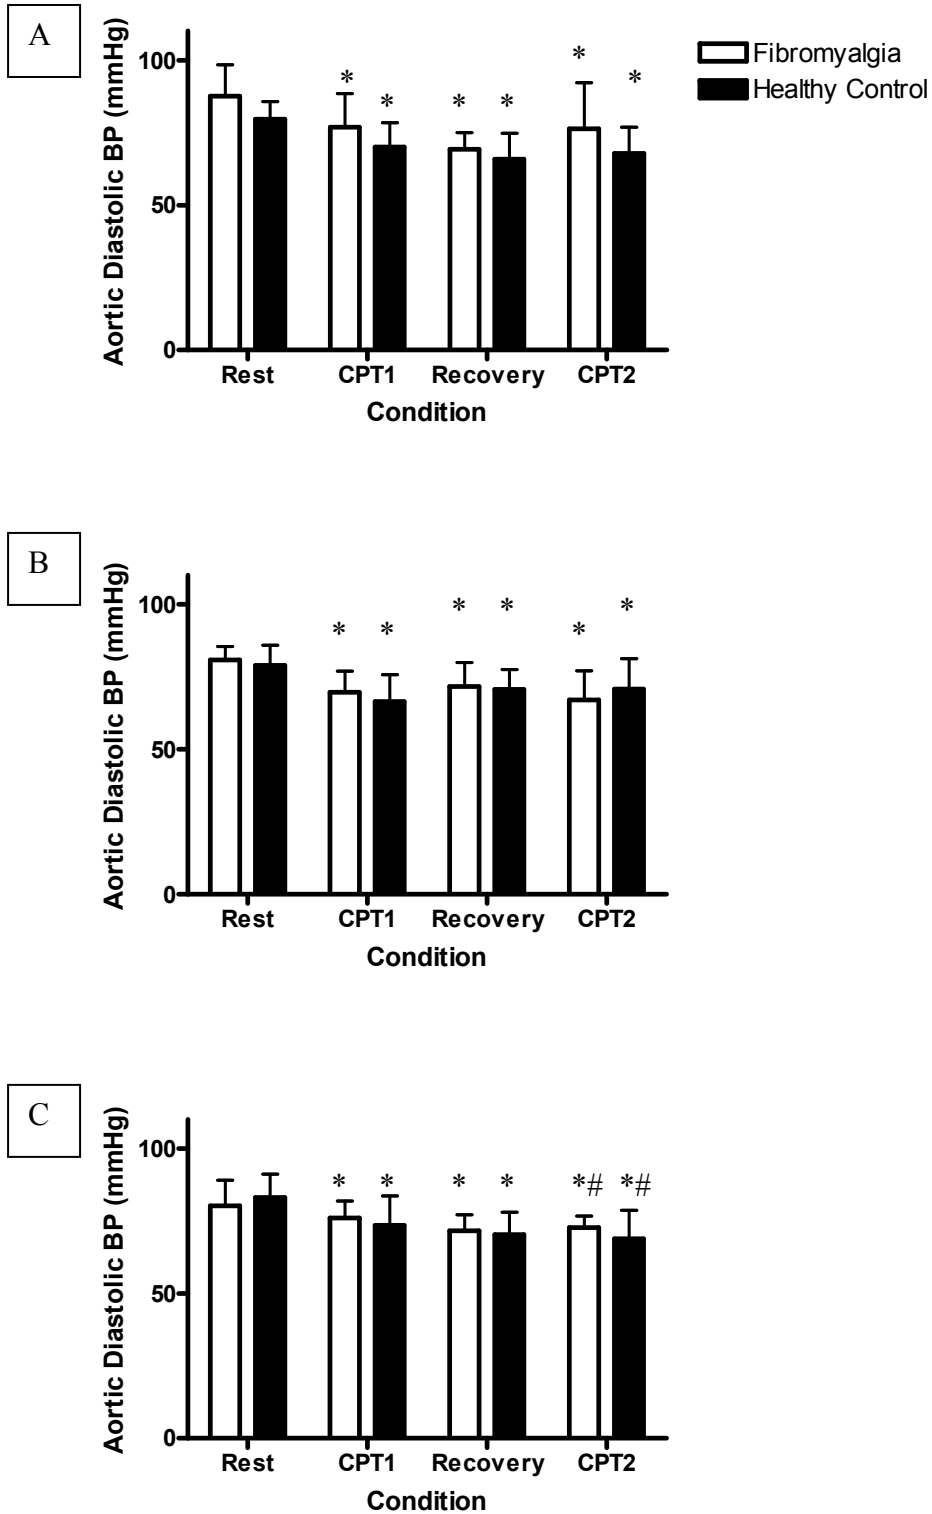 A
Aortic Diastolic BP (mmHg)
100
50
0
* * * * * *
Rest CPT1 Recovery CPT2
Condition
Fibromyalgia
Healthy Control
B
Aortic Diastolic BP (mmHg)
100
50
0
* * * * * *
Rest CPT1 Recovery CPT2
Condition
C
Aortic Diastolic BP (mmHg)
100
50
0
* * * * *# *#
Rest CPT1 Recovery CPT2
Condition